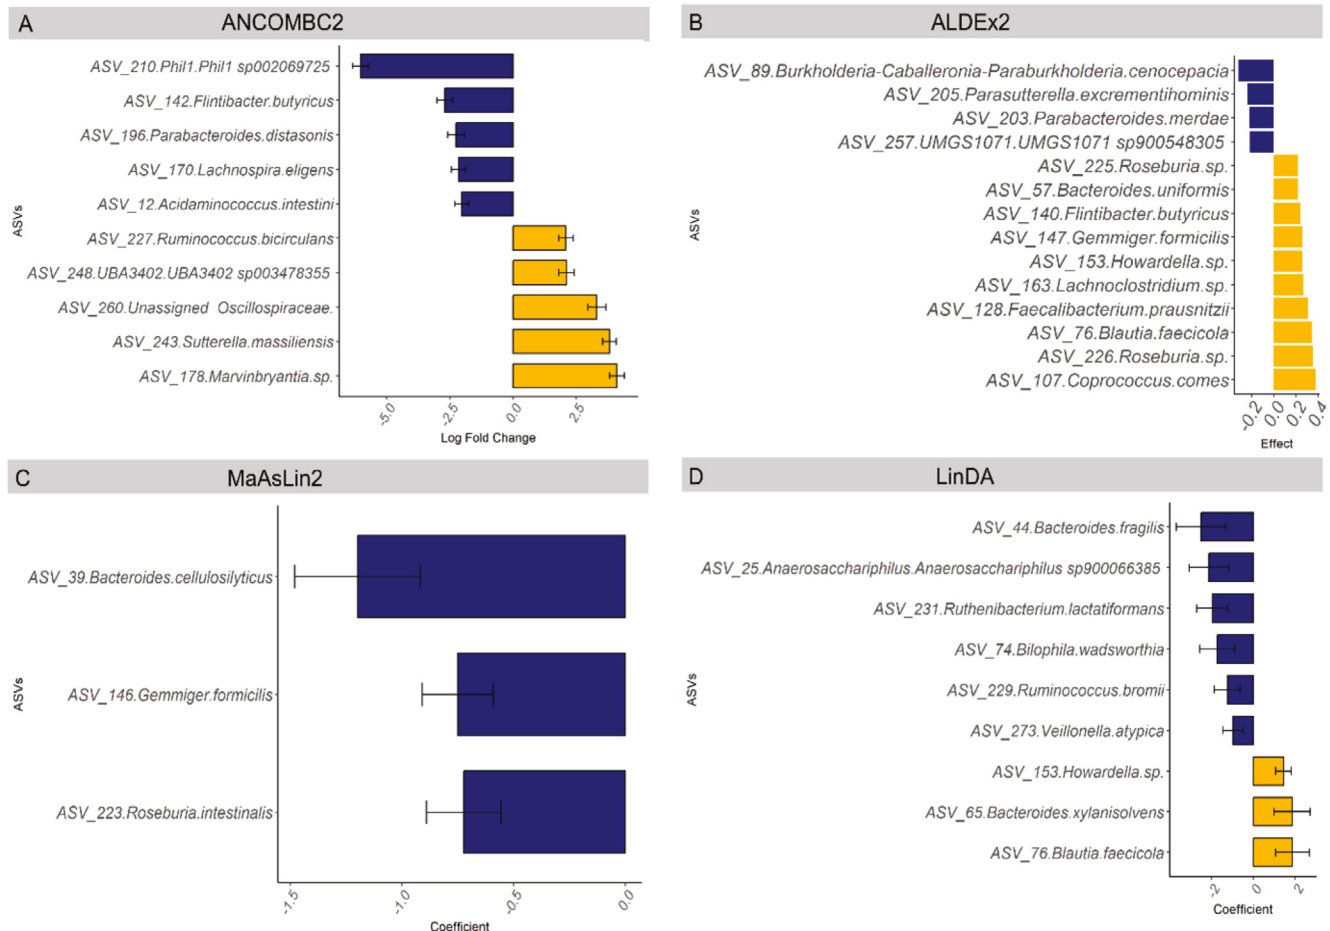 A
ANCOMBC2
ASV_210.Phil1.Phil1 sp002069725
ASV_142.Flintibacter.butyricus
ASV_196.Parabacteroides.distasonis
ASV_170.Lachnospira.eligens
ASV_12.Acidaminococcus.intestini
ASV_227.Ruminococcus.bicirculans
ASV_248.UBA3402.UBA3402 sp003478355
ASV_260.Unassigned Oscillospiraceae.
ASV_243.Sutterella.massiliensis
ASV_178.Marvinbryantia.sp.
ASVs
-5.0
-2.5
0.0
2.5
Log Fold Change
B
ALDEx2
ASV_89.Burkholderia-Caballeronia-Paraburkholderia.cenocepacia
ASV_205.Parasutterella.excrementihominis
ASV_203.Parabacteroides.merdae
ASV_257.UMGS1071.UMGS1071 sp900548305
ASV_225.Roseburia.sp.
ASV_57.Bacteroides.uniformis
ASV_140.Flintibacter.butyricus
ASV_147.Gemmiger.formicilis
ASV_153.Howardella.sp.
ASV_163.Lachnoclostridium.sp.
ASV_128.Faecalibacterium.prausnitzii
ASV_76.Blautia.faecicola
ASV_226.Roseburia.sp.
ASV_107.Coprococcus.comes
ASVs
-0.2
0.0
0.2
0.4
Effect
C
MaAsLin2
ASV_39.Bacteroides.cellulosilyticus
ASV_146.Gemmiger.formicilis
ASV_223.Roseburia.intestinalis
ASVs
-1.5
-1.0
-0.5
0.0
Coefficient
D
LinDA
ASV_44.Bacteroides.fragilis
ASV_25.Anaerosacchariphilus.Anaerosacchariphilus sp900066385
ASV_231.Ruthenibacterium.lactatiformans
ASV_74.Bilophila.wadsworthia
ASV_229.Ruminococcus.bromii
ASV_273.Veillonella.atypica
ASV_153.Howardella.sp.
ASV_65.Bacteroides.xylanisolvens
ASV_76.Blautia.faecicola
ASVs
-2
0
2
Coefficient